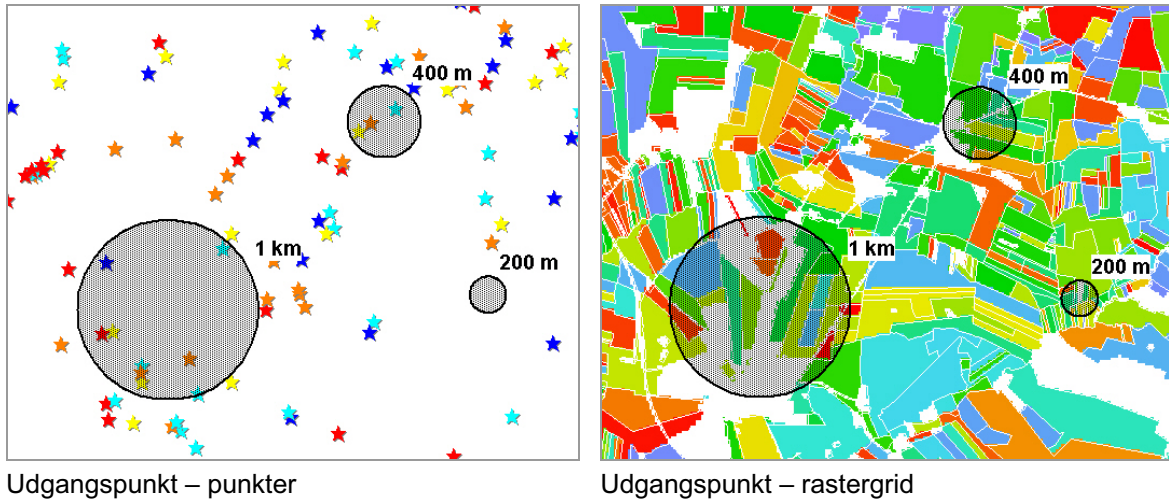 400 m
1 km
200 m
400 m
1 km
200 m
Udgangspunkt – punkter
Udgangspunkt – rastergrid